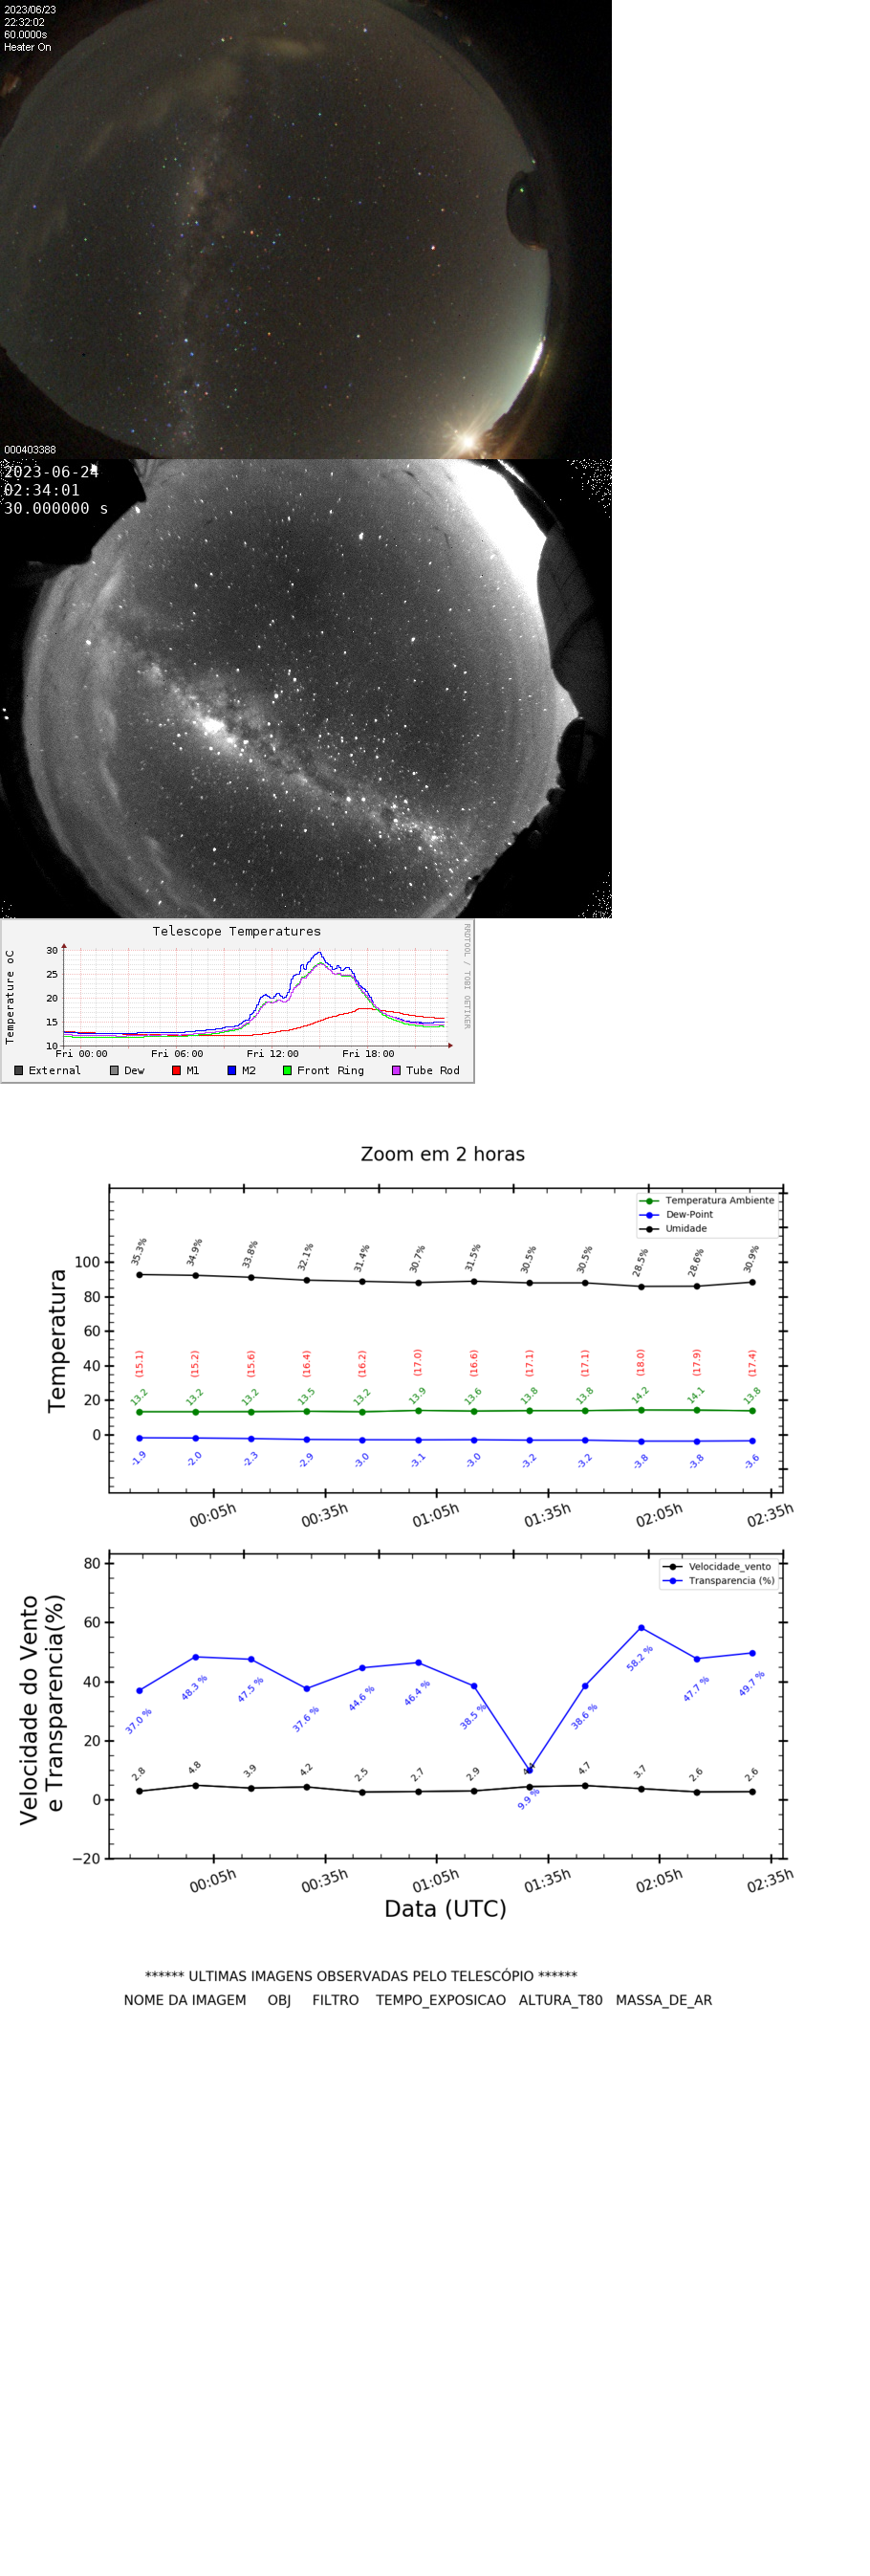 2023/06/23
22:32:02
60.0000s
Heater On
000403388
2023-06-24
02:34:01
30.000000 s
Telescope Temperatures
RRDTOOL / TOBI OETIKER
Temperature oC
30
25
20
15
10
Fri 00:00 Fri 06:00 Fri 12:00 Fri 18:00
External Dew M1 M2 Front Ring Tube Rod
Zoom em 2 horas
Temperatura Ambiente
Dew-Point
Umidade
Temperatura
100
80
60
40
20
0
35.3% 34.9% 33.8% 32.1% 31.4% 30.7% 31.5% 30.5% 30.5% 28.5% 28.6% 30.9%
(15.1) (15.2) (15.6) (16.4) (16.2) (17.0) (16.6) (17.1) (17.1) (18.0) (17.9) (17.4)
13.2 13.2 13.2 13.5 13.2 13.9 13.6 13.8 13.8 14.2 14.1 13.8
-1.9 -2.0 -2.3 -2.9 -3.0 -3.1 -3.0 -3.2 -3.2 -3.8 -3.8 -3.6
00:05h 00:35h 01:05h 01:35h 02:05h 02:35h
Velocidade_vento
Transparencia (%)
Velocidade do Vento
e Transparencia(%)
80
60
40
20
0
−20
37.0 % 48.3 % 47.5 % 37.6 % 44.6 % 46.4 % 38.5 % 9.9 % 38.6 % 58.2 % 47.7 % 49.7 %
2.8 4.8 3.9 4.2 2.5 2.7 2.9 4.7 3.7 2.6 2.6
00:05h 00:35h 01:05h 01:35h 02:05h 02:35h
Data (UTC)
****** ULTIMAS IMAGENS OBSERVADAS PELO TELESCÓPIO ******
NOME DA IMAGEM OBJ FILTRO TEMPO_EXPOSICAO ALTURA_T80 MASSA_DE_AR